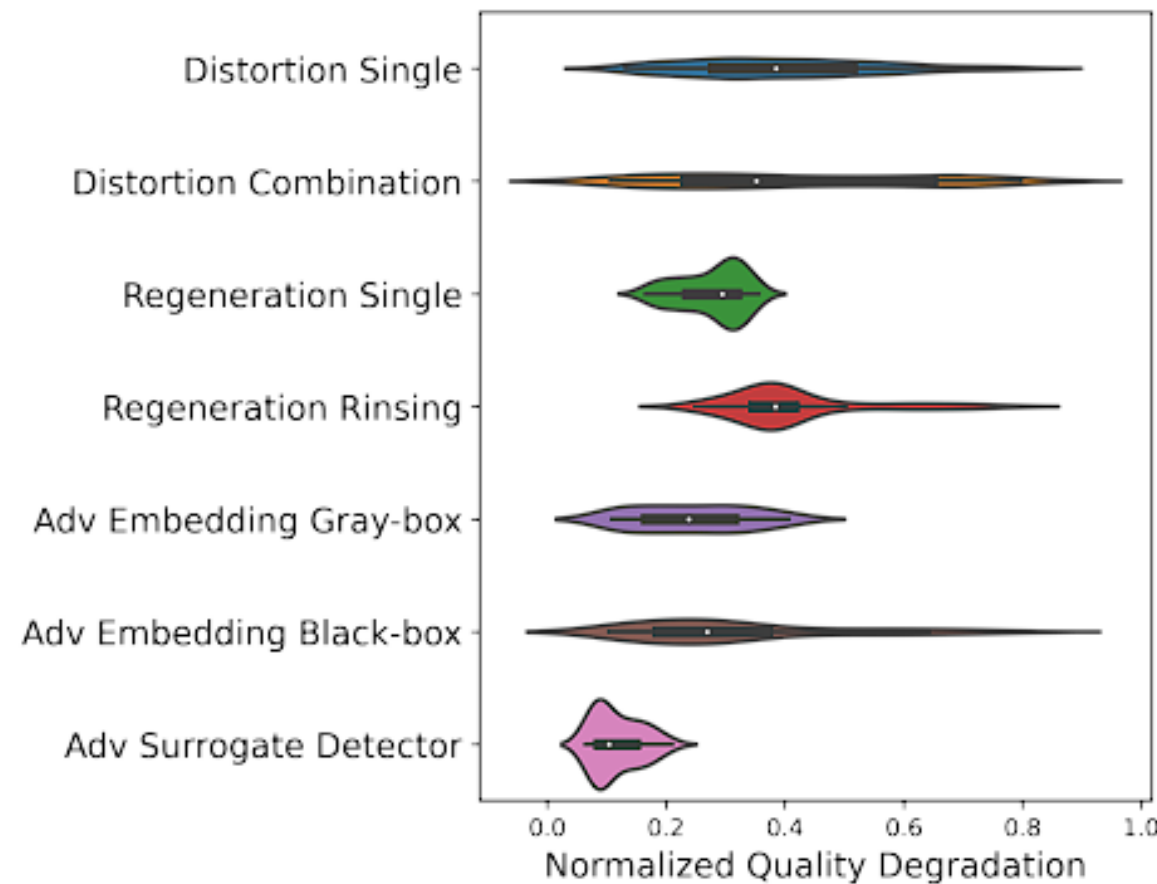 Distortion Single
Distortion Combination
Regeneration Single
Regeneration Rinsing
Adv Embedding Gray-box
Adv Embedding Black-box
Adv Surrogate Detector
0.0 0.2 0.4 0.6 0.8 1.0
Normalized Quality Degradation